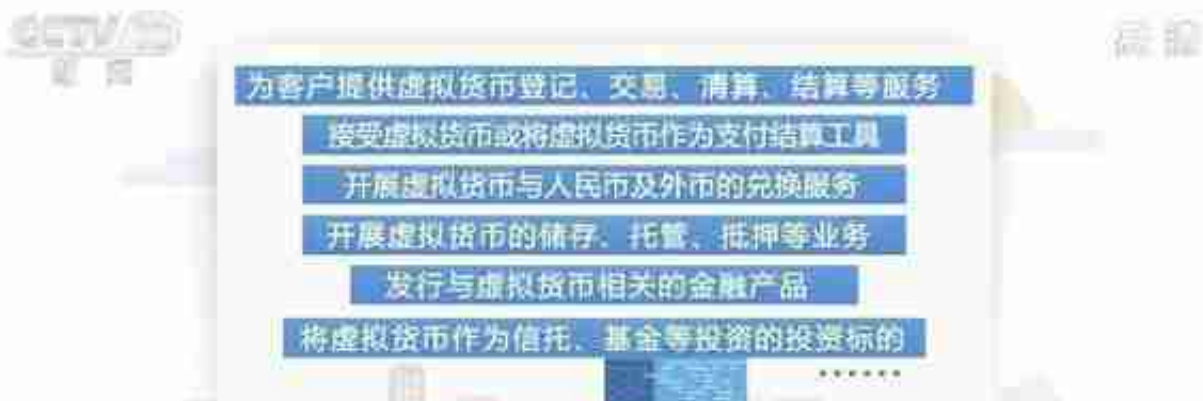 CCTV
为客户提供虚拟货币登记、交易、清算、结算等服务
接受虚拟货币或将虚拟货币作为支付结算工具
开展虚拟货币与人民币及外币的兑换服务
开展虚拟货币的储存、托管、抵押等业务
发行与虚拟货币相关的金融产品
将虚拟货币作为信托、基金等投资的投资标的
……